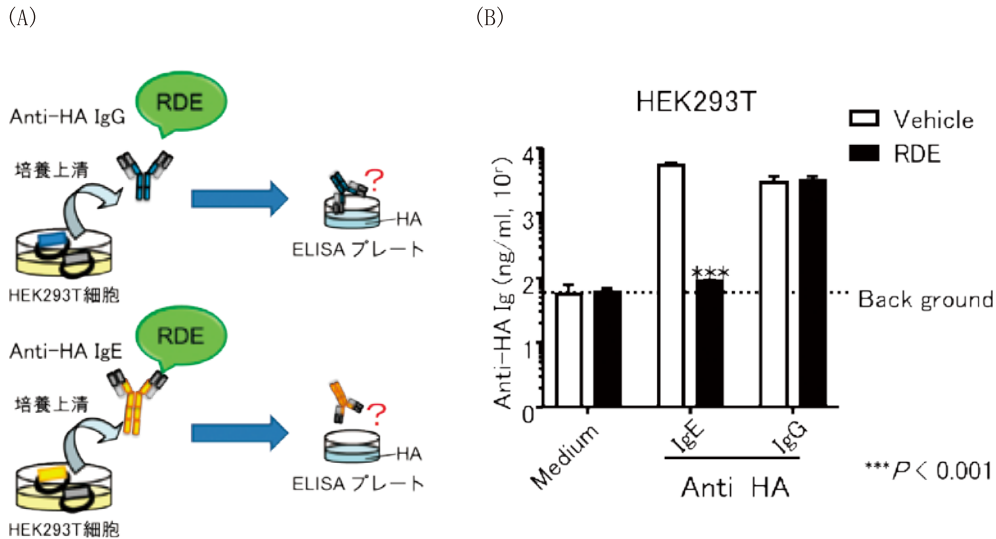 (A)
Anti-HA IgG
RDE
培養上清
?
HA
ELISA プレート
HEK293T細胞
Anti-HA IgE
RDE
培養上清
?
HA
ELISA プレート
HEK293T細胞
(B)
HEK293T
Vehicle
RDE
Anti-HA Ig (ng/ml, 10ʳ)
4
3
2
1
0
***
Back ground
Medium
IgE
IgG
Anti HA
***P < 0.001